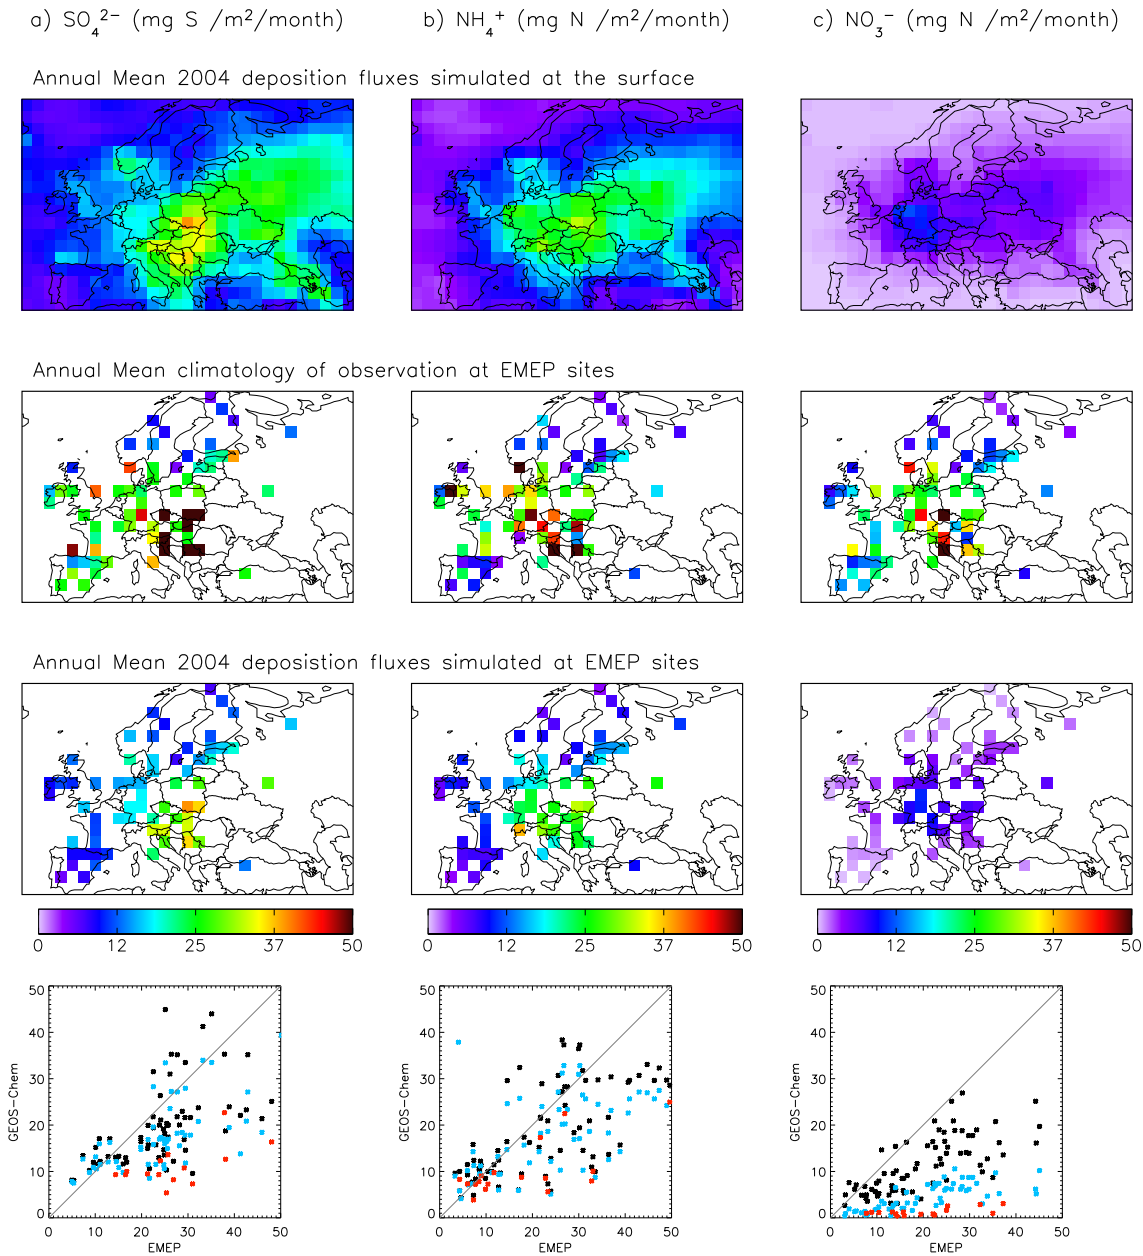 a) SO₄²⁻ (mg S /m²/month) b) NH₄⁺ (mg N /m²/month) c) NO₃⁻ (mg N /m²/month)
Annual Mean 2004 deposition fluxes simulated at the surface
Annual Mean climatology of observation at EMEP sites
Annual Mean 2004 deposistion fluxes simulated at EMEP sites
0 12 25 37 50 0 12 25 37 50 0 12 25 37 50
50 50 50
40 40 40
30 30 30
GEOS-Chem GEOS-Chem GEOS-Chem
20 20 20
10 10 10
0 0 0
0 10 20 30 40 50 0 10 20 30 40 50 0 10 20 30 40 50
EMEP EMEP EMEP